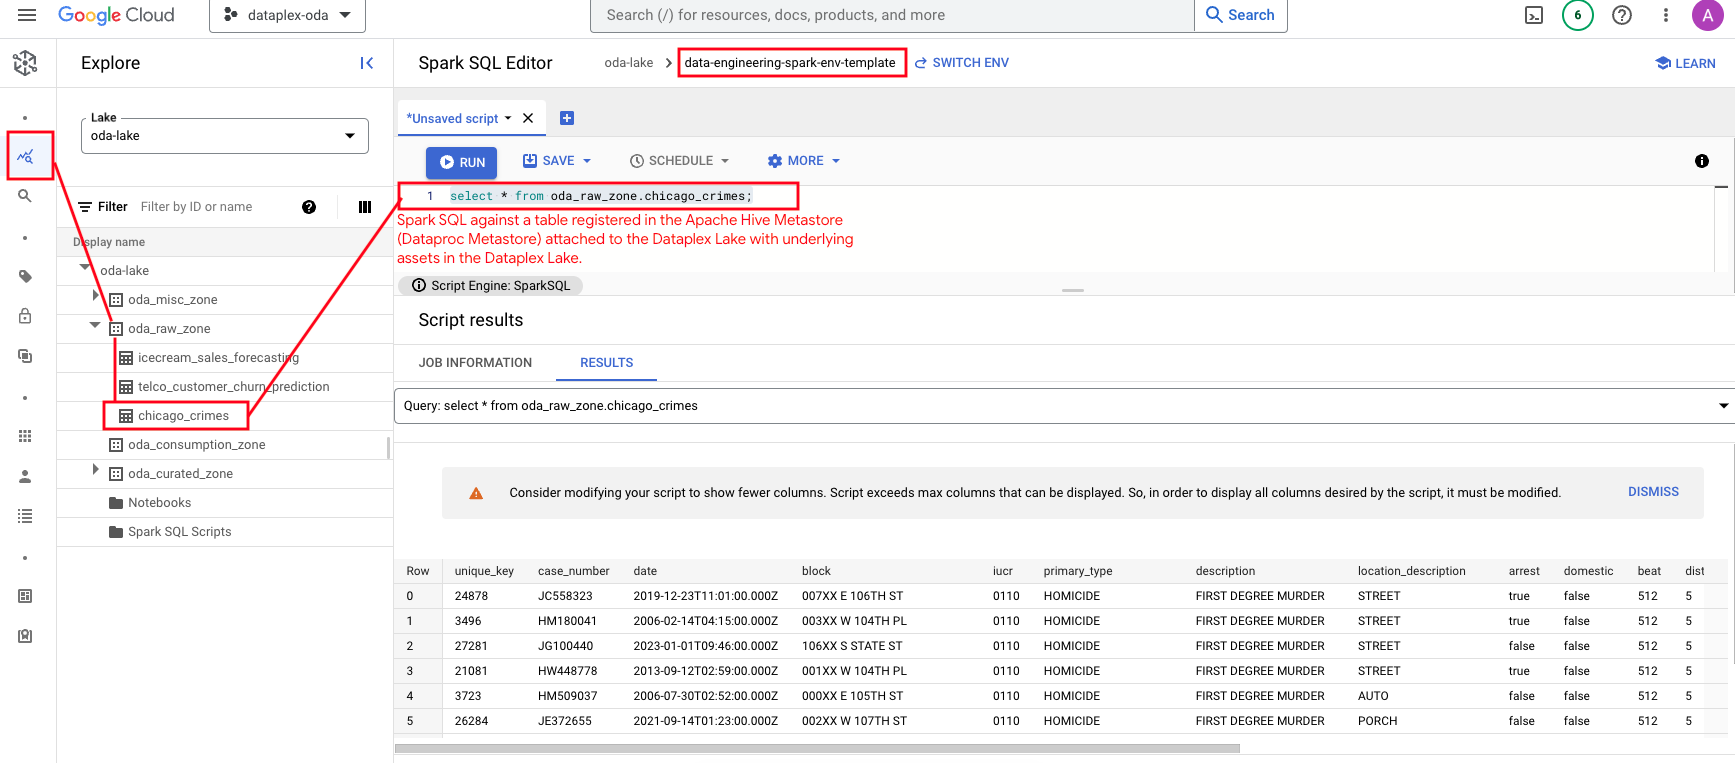 Google Cloud
dataplex-oda
Search (/) for resources, docs, products, and more
Search
6
A
Explore
Spark SQL Editor
oda-lake
data-engineering-spark-env-template
SWITCH ENV
LEARN
Lake
oda-lake
*Unsaved script
RUN
SAVE
SCHEDULE
MORE
Filter
Filter by ID or name
1 select * from oda_raw_zone.chicago_crimes;
Spark SQL against a table registered in the Apache Hive Metastore
(Dataproc Metastore) attached to the Dataplex Lake with underlying
assets in the Dataplex Lake.
Script Engine: SparkSQL
Display name
oda-lake
oda_misc_zone
oda_raw_zone
icecream_sales_forecasting
telco_customer_churn_prediction
chicago_crimes
oda_consumption_zone
oda_curated_zone
Notebooks
Spark SQL Scripts
Script results
JOB INFORMATION
RESULTS
Query: select * from oda_raw_zone.chicago_crimes
Consider modifying your script to show fewer columns. Script exceeds max columns that can be displayed. So, in order to display all columns desired by the script, it must be modified.
DISMISS
Row unique_key case_number date block iucr primary_type description location_description arrest domestic beat dist
0 24878 JC558323 2019-12-23T11:01:00.000Z 007XX E 106TH ST 0110 HOMICIDE FIRST DEGREE MURDER STREET true false 512 5
1 3496 HM180041 2006-02-14T04:15:00.000Z 003XX W 104TH PL 0110 HOMICIDE FIRST DEGREE MURDER STREET true false 512 5
2 27281 JG100440 2023-01-01T09:46:00.000Z 106XX S STATE ST 0110 HOMICIDE FIRST DEGREE MURDER STREET false false 512 5
3 21081 HW448778 2013-09-12T02:59:00.000Z 001XX W 104TH PL 0110 HOMICIDE FIRST DEGREE MURDER STREET true false 512 5
4 3723 HM509037 2006-07-30T02:52:00.000Z 000XX E 105TH ST 0110 HOMICIDE FIRST DEGREE MURDER AUTO false false 512 5
5 26284 JE372655 2021-09-14T01:23:00.000Z 002XX W 107TH ST 0110 HOMICIDE FIRST DEGREE MURDER PORCH false false 512 5